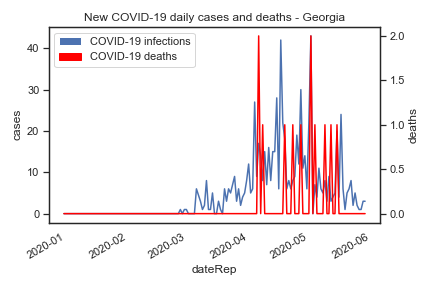 New COVID-19 daily cases and deaths - Georgia
COVID-19 infections
COVID-19 deaths
40
30
20
10
0
cases
2.0
1.5
1.0
0.5
0.0
deaths
2020-01
2020-02
2020-03
2020-04
2020-05
2020-06
dateRep